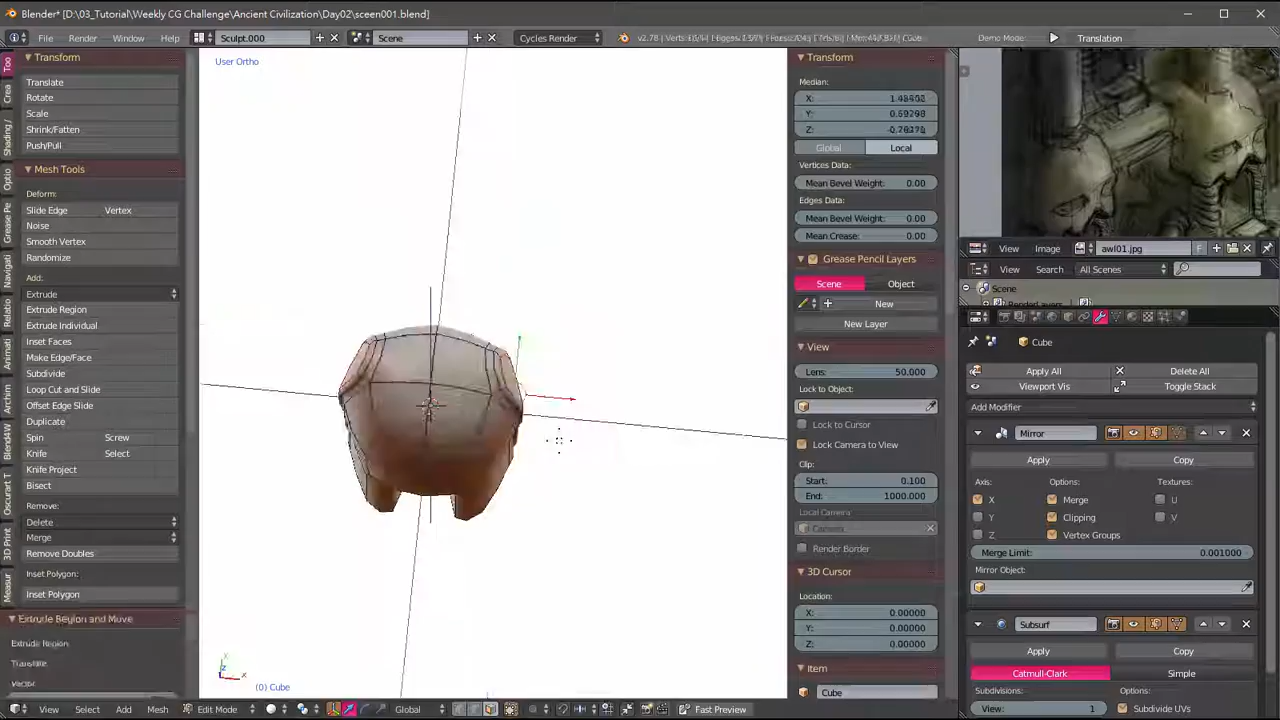 Blender* [D:\03_Tutorial\Weekly CG Challenge\Ancient Civilization\Day02\sceen001.blend]
File Render Window Help Sculpt.000 Scene Cycles Render Demo Mode: Translation
User Ortho
(0) Cube
Transform
Translate
Rotate
Scale
Shrink/Fatten
Push/Pull
Mesh Tools
Deform:
Slide Edge Vertex
Noise
Smooth Vertex
Randomize
Add:
Extrude
Extrude Region
Extrude Individual
Inset Faces
Make Edge/Face
Subdivide
Loop Cut and Slide
Offset Edge Slide
Duplicate
Spin Screw
Knife Select
Knife Project
Bisect
Remove:
Delete
Merge
Remove Doubles
Inset Polygon:
Inset Polygon
Extrude Region and Move
Extrude Region
Translate
Vector
Transform
Median:
X:
Y:
Z:
Global Local
Vertices Data:
Mean Bevel Weight: 0.00
Edges Data:
Mean Bevel Weight: 0.00
Mean Crease: 0.00
Grease Pencil Layers
Scene Object
New
New Layer
View
Lens: 50.000
Lock to Object:
Lock to Cursor
Lock Camera to View
Clip:
Start: 0.100
End: 1000.000
Local Camera:
Camera
Render Border
3D Cursor
Location:
X: 0.00000
Y: 0.00000
Z: 0.00000
Item
Cube
View Image awl01.jpg F
View Search All Scenes
Scene
Cube
Apply All Delete All
Viewport Vis Toggle Stack
Add Modifier
Mirror
Apply Copy
Axis: Options: Textures:
X Merge U
Y Clipping V
Z Vertex Groups
Merge Limit: 0.001000
Mirror Object:
Subsurf
Apply Copy
Catmull-Clark Simple
Subdivisions: Options:
View: 1 Subdivide UVs
View Select Add Mesh Edit Mode Global Fast Preview